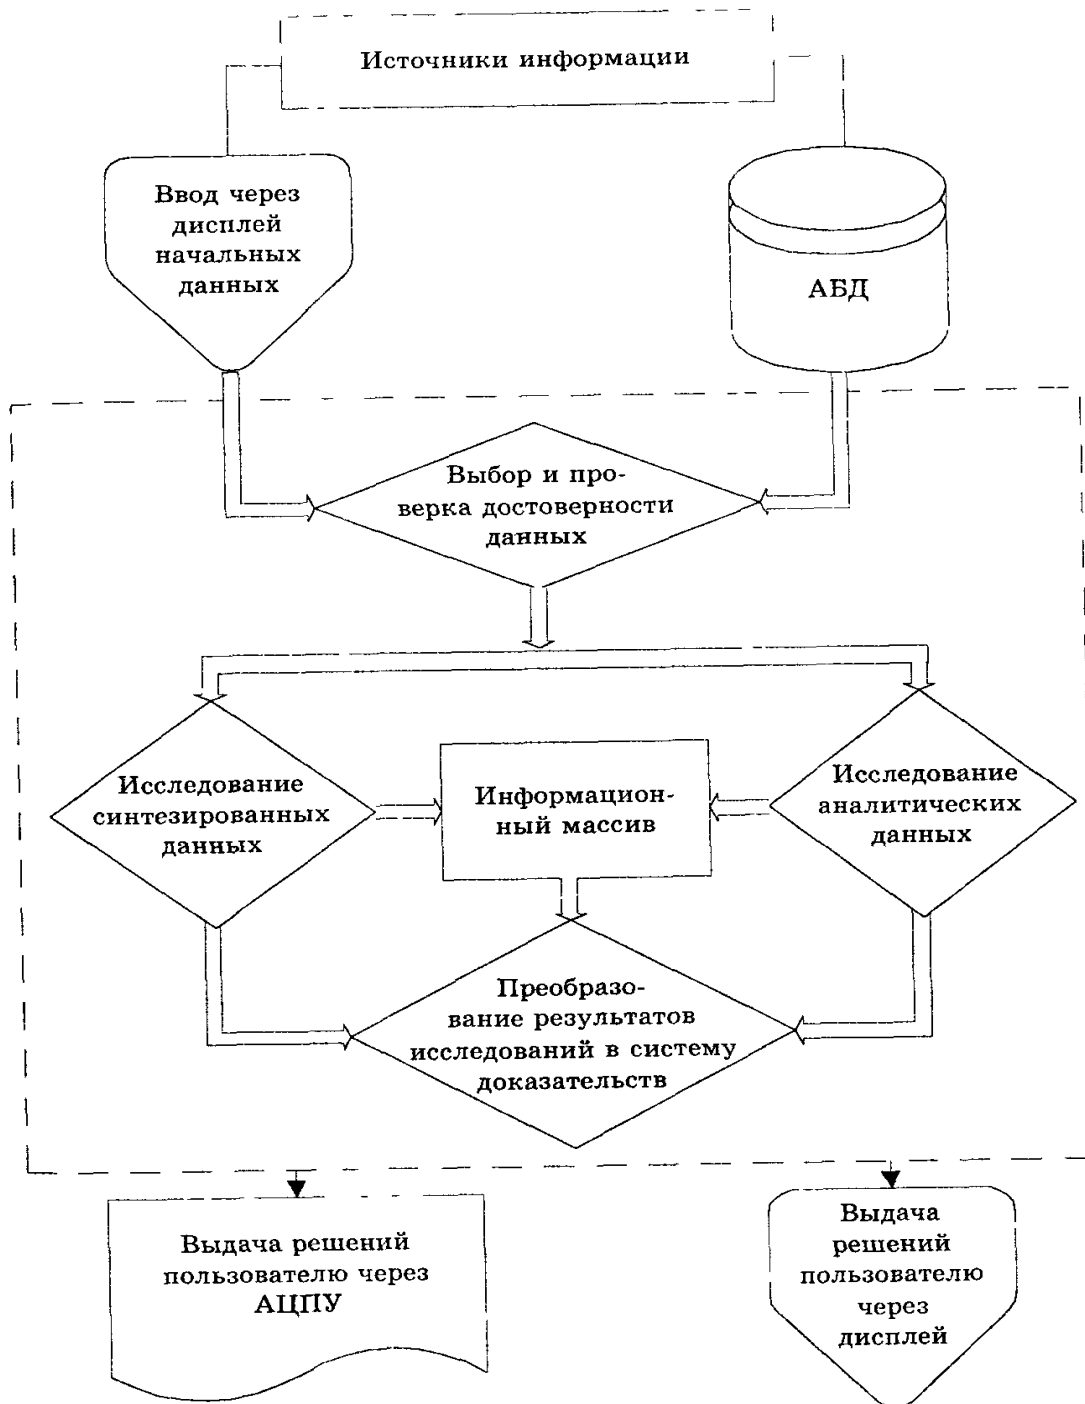 Источники информации
Ввод через
дисплей
начальных
данных
АБД
Выбор и про-
верка достоверности
данных
Исследование
синтезированных
данных
Информацион-
ный массив
Исследование
аналитических
данных
Преобразо-
вание результатов
исследований в систему
доказательств
Выдача решений
пользователю через
АЦПУ
Выдача
решений
пользователю
через
дисплей